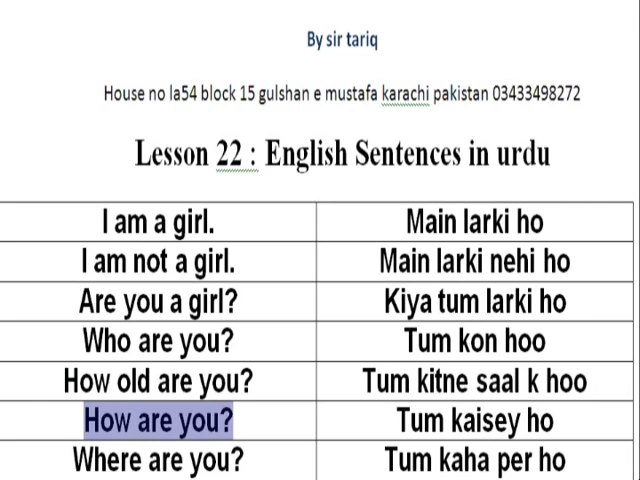 By sir tariq
House no la54 block 15 gulshan e mustafa karachi pakistan 03433498272
Lesson 22 : English Sentences in urdu
I am a girl. Main larki ho
I am not a girl. Main larki nehi ho
Are you a girl? Kiya tum larki ho
Who are you? Tum kon hoo
How old are you? Tum kitne saal k hoo
How are you? Tum kaisey ho
Where are you? Tum kaha per ho